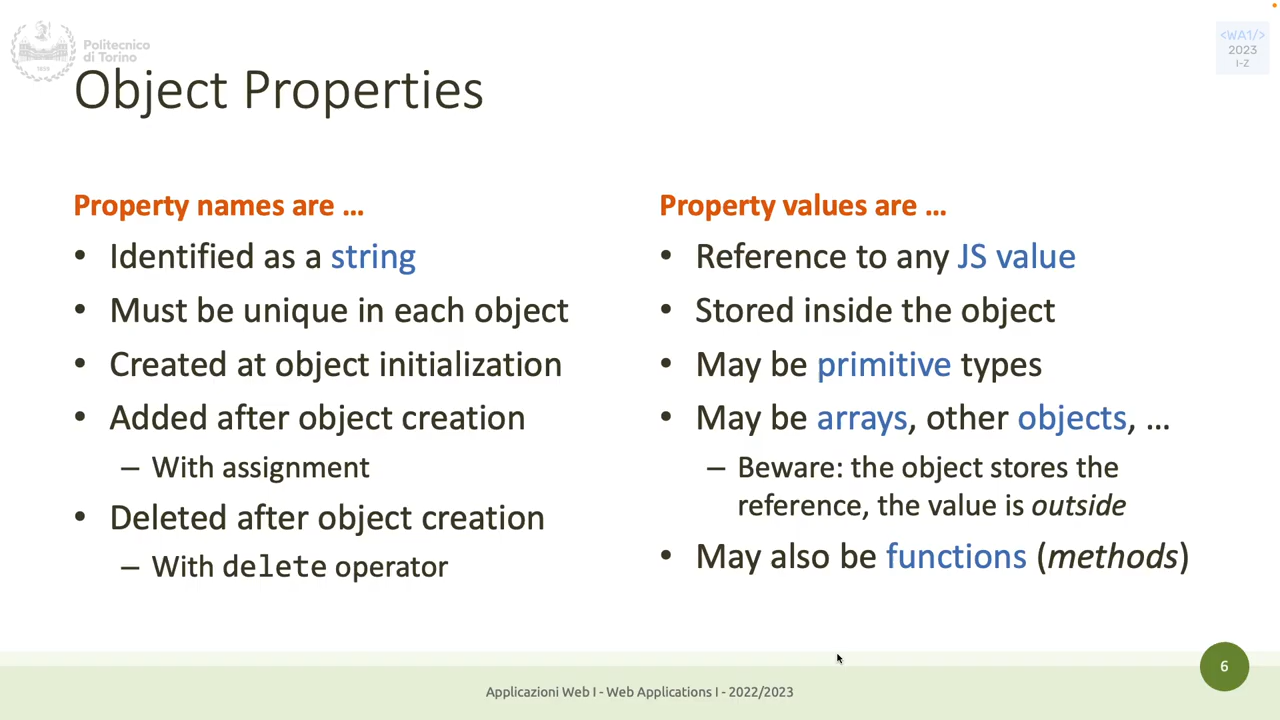 Politecnico
di Torino
1859
<WA1/>
2023
I-Z
Object Properties
Property names are …
• Identified as a string
• Must be unique in each object
• Created at object initialization
• Added after object creation
– With assignment
• Deleted after object creation
– With delete operator
Property values are …
• Reference to any JS value
• Stored inside the object
• May be primitive types
• May be arrays, other objects, …
– Beware: the object stores the
reference, the value is outside
• May also be functions (methods)
Applicazioni Web I - Web Applications I - 2022/2023
6